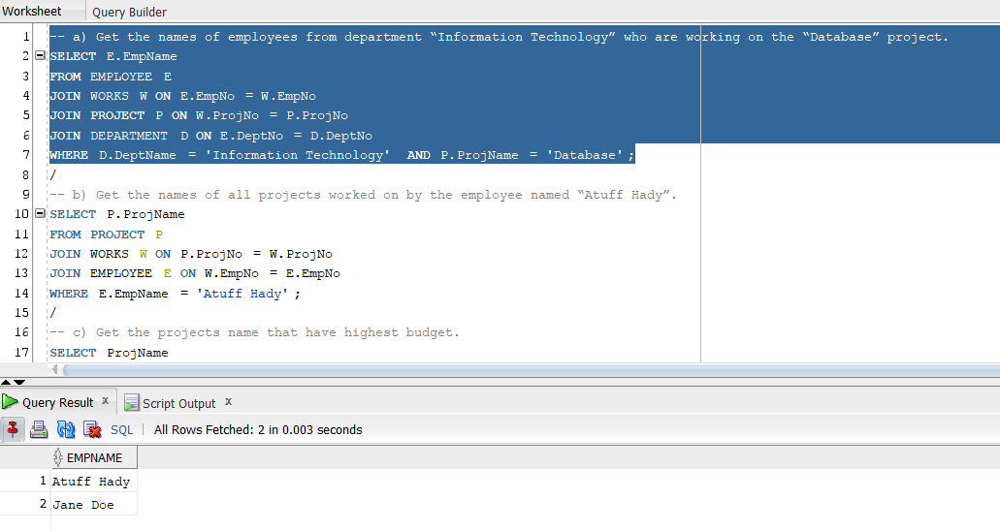 Worksheet Query Builder
1 -- a) Get the names of employees from department “Information Technology” who are working on the “Database” project.
2 SELECT E.EmpName
3 FROM EMPLOYEE E
4 JOIN WORKS W ON E.EmpNo = W.EmpNo
5 JOIN PROJECT P ON W.ProjNo = P.ProjNo
6 JOIN DEPARTMENT D ON E.DeptNo = D.DeptNo
7 WHERE D.DeptName = 'Information Technology' AND P.ProjName = 'Database';
8 /
9 -- b) Get the names of all projects worked on by the employee named “Atuff Hady”.
10 SELECT P.ProjName
11 FROM PROJECT P
12 JOIN WORKS W ON P.ProjNo = W.ProjNo
13 JOIN EMPLOYEE E ON W.EmpNo = E.EmpNo
14 WHERE E.EmpName = 'Atuff Hady';
15 /
16 -- c) Get the projects name that have highest budget.
17 SELECT ProjName
Query Result x Script Output x
SQL | All Rows Fetched: 2 in 0.003 seconds
EMPNAME
1 Atuff Hady
2 Jane Doe